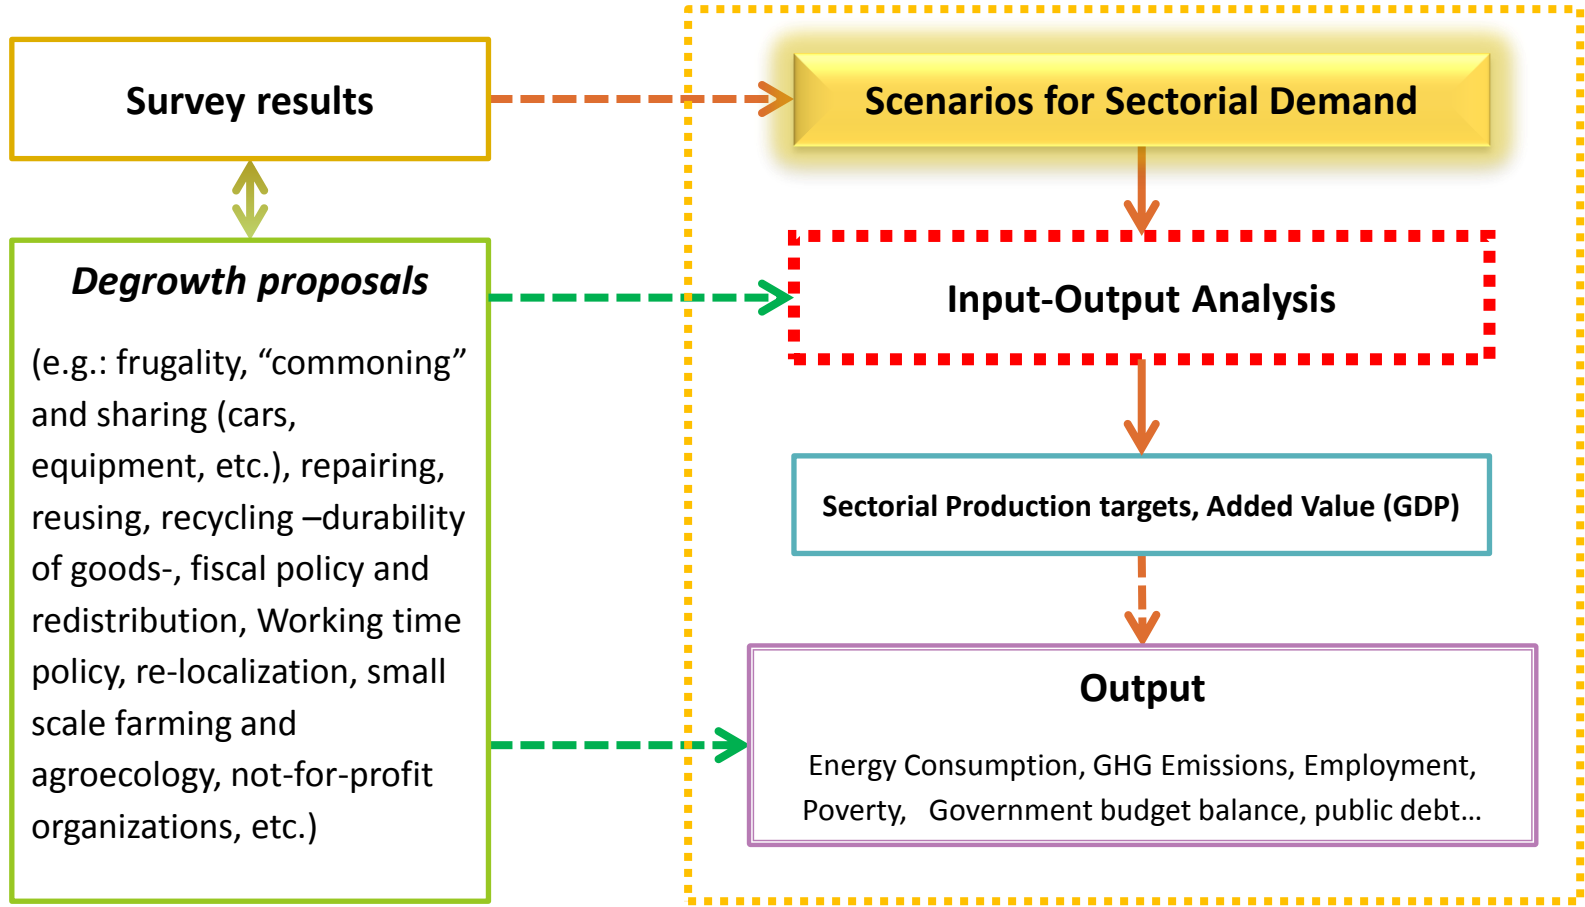 Survey results
Degrowth proposals
(e.g.: frugality, “commoning”
and sharing (cars,
equipment, etc.), repairing,
reusing, recycling –durability
of goods-, fiscal policy and
redistribution, Working time
policy, re-localization, small
scale farming and
agroecology, not-for-profit
organizations, etc.)
Scenarios for Sectorial Demand
Input-Output Analysis
Sectorial Production targets, Added Value (GDP)
Output
Energy Consumption, GHG Emissions, Employment,
Poverty,   Government budget balance, public debt…